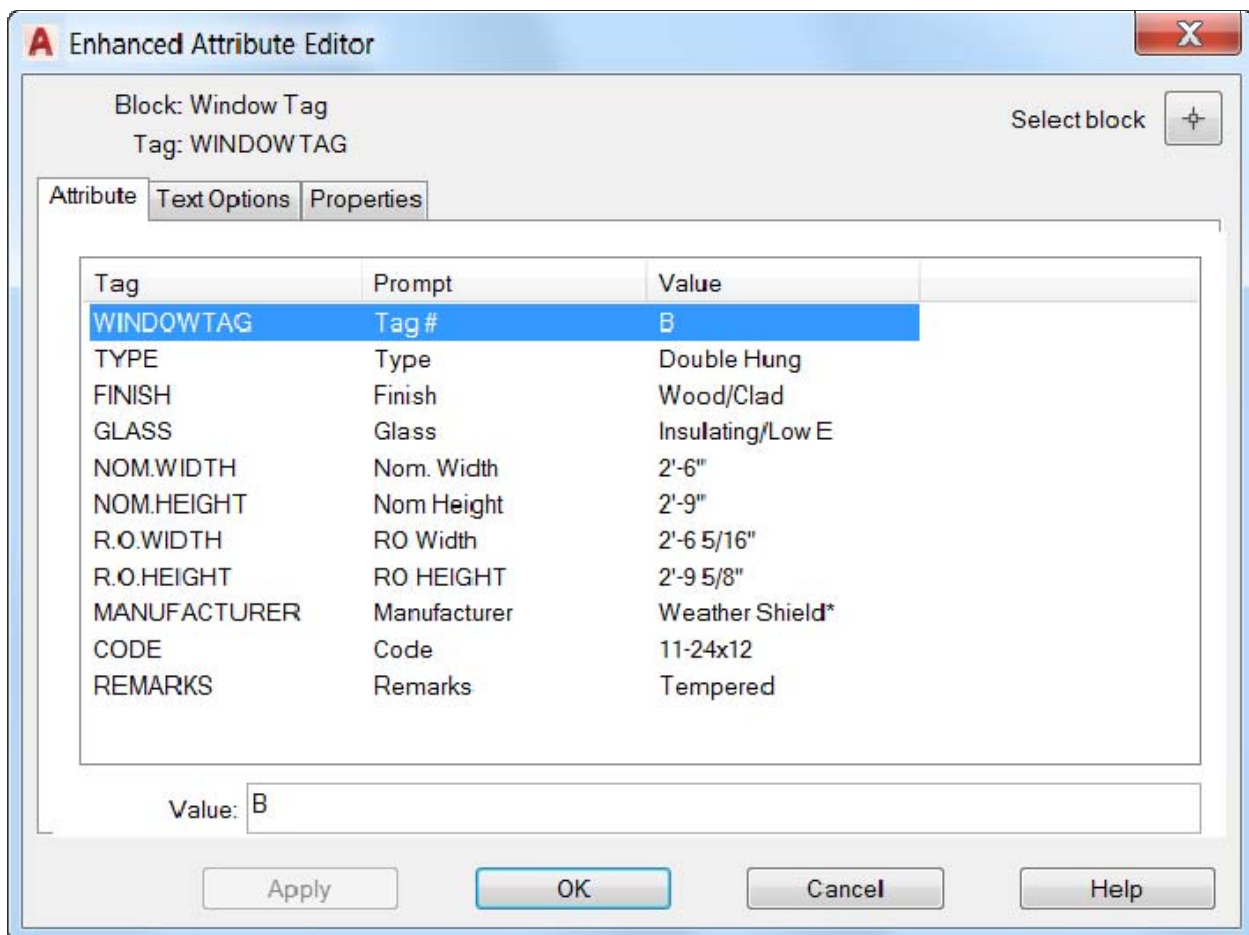 Enhanced Attribute Editor
X
Block: Window Tag
Tag: WINDOWTAG
Select block
Attribute Text Options Properties
Tag Prompt Value
WINDOWTAG Tag # B
TYPE Type Double Hung
FINISH Finish Wood/Clad
GLASS Glass Insulating/Low E
NOM.WIDTH Nom. Width 2'-6"
NOM.HEIGHT Nom Height 2'-9"
R.O.WIDTH RO Width 2'-6 5/16"
R.O.HEIGHT RO HEIGHT 2'-9 5/8"
MANUFACTURER Manufacturer Weather Shield*
CODE Code 11-24x12
REMARKS Remarks Tempered
Value: B
Apply OK Cancel Help